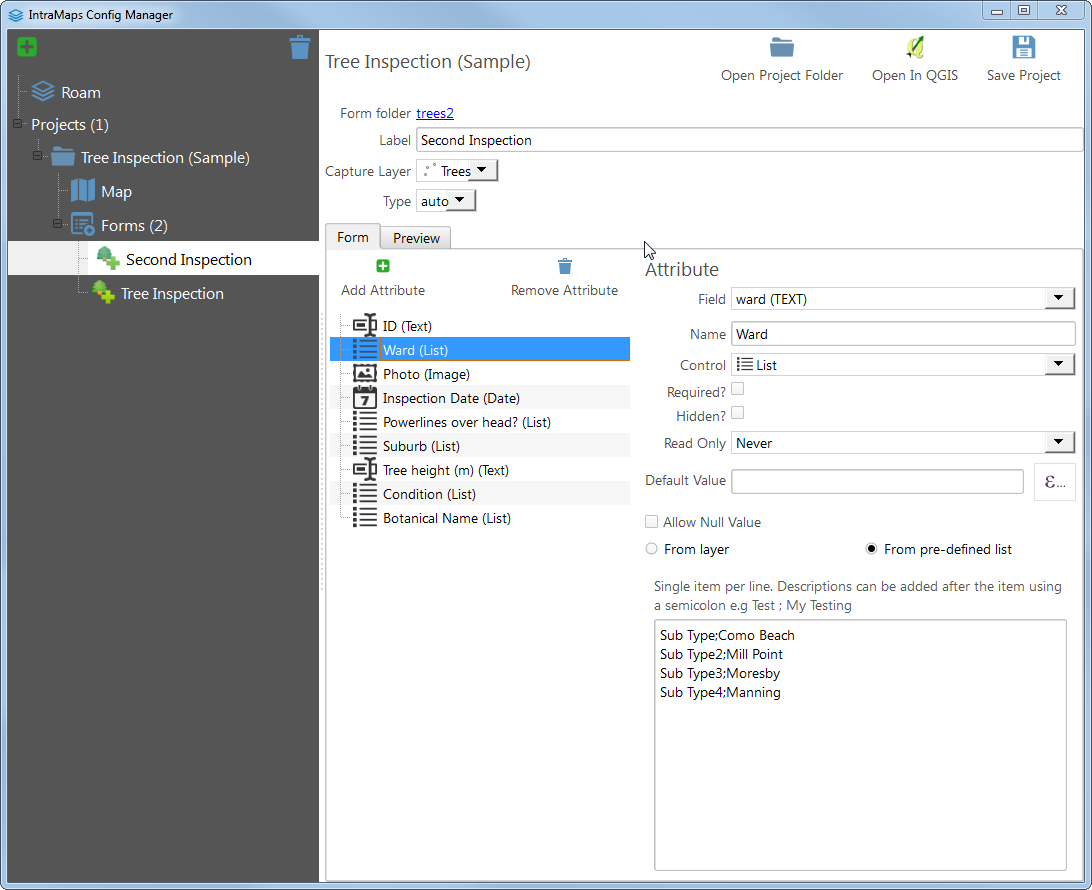 IntraMaps Config Manager
Roam
Projects (1)
Tree Inspection (Sample)
Map
Forms (2)
Second Inspection
Tree Inspection
Tree Inspection (Sample)
Open Project Folder
Open In QGIS
Save Project
Form folder trees2
Label Second Inspection
Capture Layer Trees
Type auto
Form Preview
Add Attribute
Remove Attribute
ID (Text)
Ward (List)
Photo (Image)
7 Inspection Date (Date)
Powerlines over head? (List)
Suburb (List)
Tree height (m) (Text)
Condition (List)
Botanical Name (List)
Attribute
Field ward (TEXT)
Name Ward
Control List
Required?
Hidden?
Read Only Never
Default Value ε...
Allow Null Value
From layer From pre-defined list
Single item per line. Descriptions can be added after the item using
a semicolon e.g Test ; My Testing
Sub Type;Como Beach
Sub Type2;Mill Point
Sub Type3;Moresby
Sub Type4;Manning